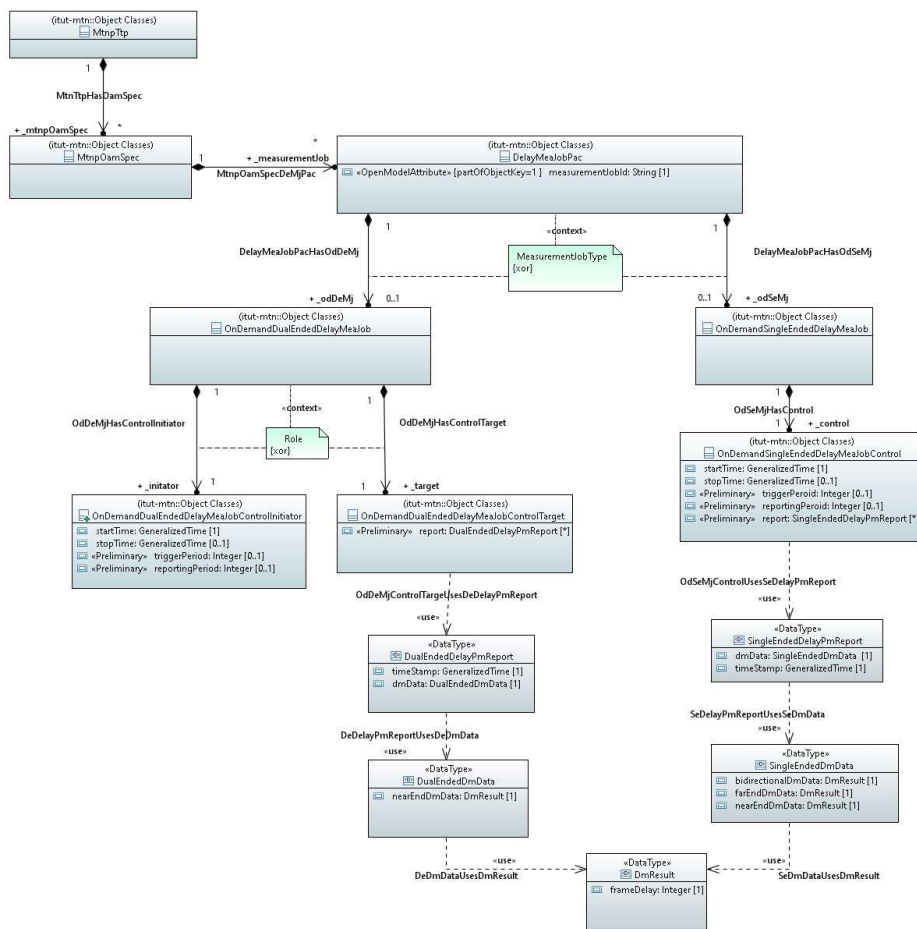 (itut-mtn::Object Classes)
MtnpTtp
1
MtnTtpHasOamSpec
+ _mtnpOamSpec
*
(itut-mtn::Object Classes)
MtnpOamSpec
1
+ _measurementJob
*
MtnpOamSpecDeMjPac
(itut-mtn::Object Classes)
DelayMeaJobPac
«OpenModelAttribute» {partOfObjectKey=1 } measurementJobId: String [1]
1
«context»
1
DelayMeaJobPacHasOdDeMj
MeasurementJobType
{xor}
DelayMeaJobPacHasOdSeMj
+ _odDeMj
0..1
0..1
+ _odSeMj
(itut-mtn::Object Classes)
OnDemandDualEndedDelayMeaJob
(itut-mtn::Object Classes)
OnDemandSingleEndedDelayMeaJob
1
«context»
1
1
OdDeMjHasControlInitiator
Role
{xor}
OdDeMjHasControlTarget
OdSeMjHasControl
1
+ _control
+ _initator
1
1
+ _target
(itut-mtn::Object Classes)
OnDemandSingleEndedDelayMeaJobControl
startTime: GeneralizedTime [1]
stopTime: GeneralizedTime [0..1]
«Preliminary» triggerPeroid: Integer [0..1]
«Preliminary» reportingPeroid: Integer [0..1]
«Preliminary» report: SingleEndedDelayPmReport [*
(itut-mtn::Object Classes)
OnDemandDualEndedDelayMeaJobControlInitiator
startTime: GeneralizedTime [1]
stopTime: GeneralizedTime [0..1]
«Preliminary» triggerPeriod: Integer [0..1]
«Preliminary» reportingPeriod: Integer [0..1]
(itut-mtn::Object Classes)
OnDemandDualEndedDelayMeaJobControlTarget
«Preliminary» report: DualEndedDelayPmReport [*]
OdDeMjControlTargeUsesDeDelayPmReport
«use»
OdSeMjControlUsesSeDelayPmReport
«use»
«DataType»
DualEndedDelayPmReport
timeStamp: GeneralizedTime [1]
dmData: DualEndedDmData [1]
«DataType»
SingleEndedDelayPmReport
dmData: SingleEndedDmData [1]
timeStamp: GeneralizedTime [1]
DeDelayPmReportUsesDeDmData
«use»
SeDelayPmReportUsesSeDmData
«use»
«DataType»
DualEndedDmData
nearEndDmData: DmResult [1]
«DataType»
SingleEndedDmData
bidirectionalDmData: DmResult [1]
farEndDmData: DmResult [1]
nearEndDmData: DmResult [1]
«use»
DeDmDataUsesDmResult
«use»
SeDmDataUsesDmResult
«DataType»
DmResult
frameDelay: Integer [1]